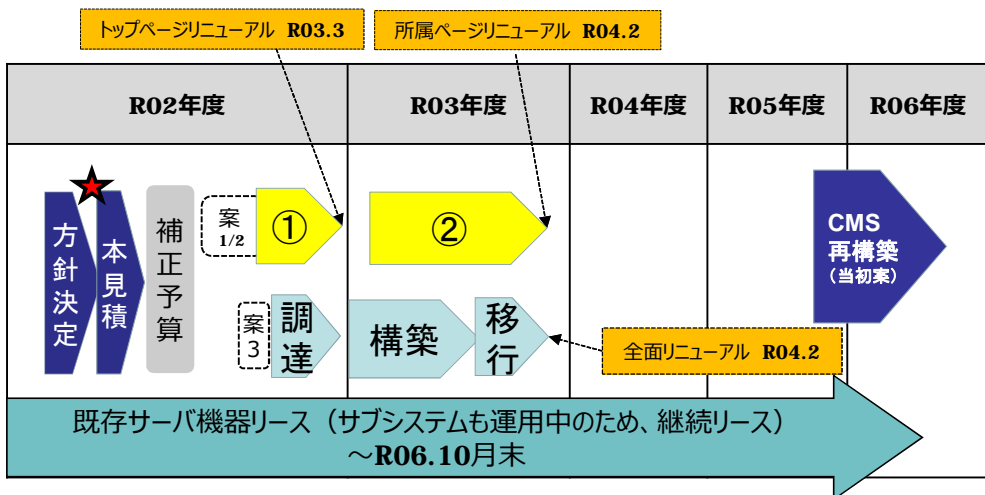 トップページリニューアル R03.3
所属ページリニューアル R04.2
R02年度
R03年度
R04年度
R05年度
R06年度
方針決定
本見積
補正予算
案
1/2
①
②
CMS
再構築
(当初案)
案
3
調達
構築
移行
全面リニューアル R04.2
既存サーバ機器リース（サブシステムも運用中のため、継続リース）
～R06.10月末